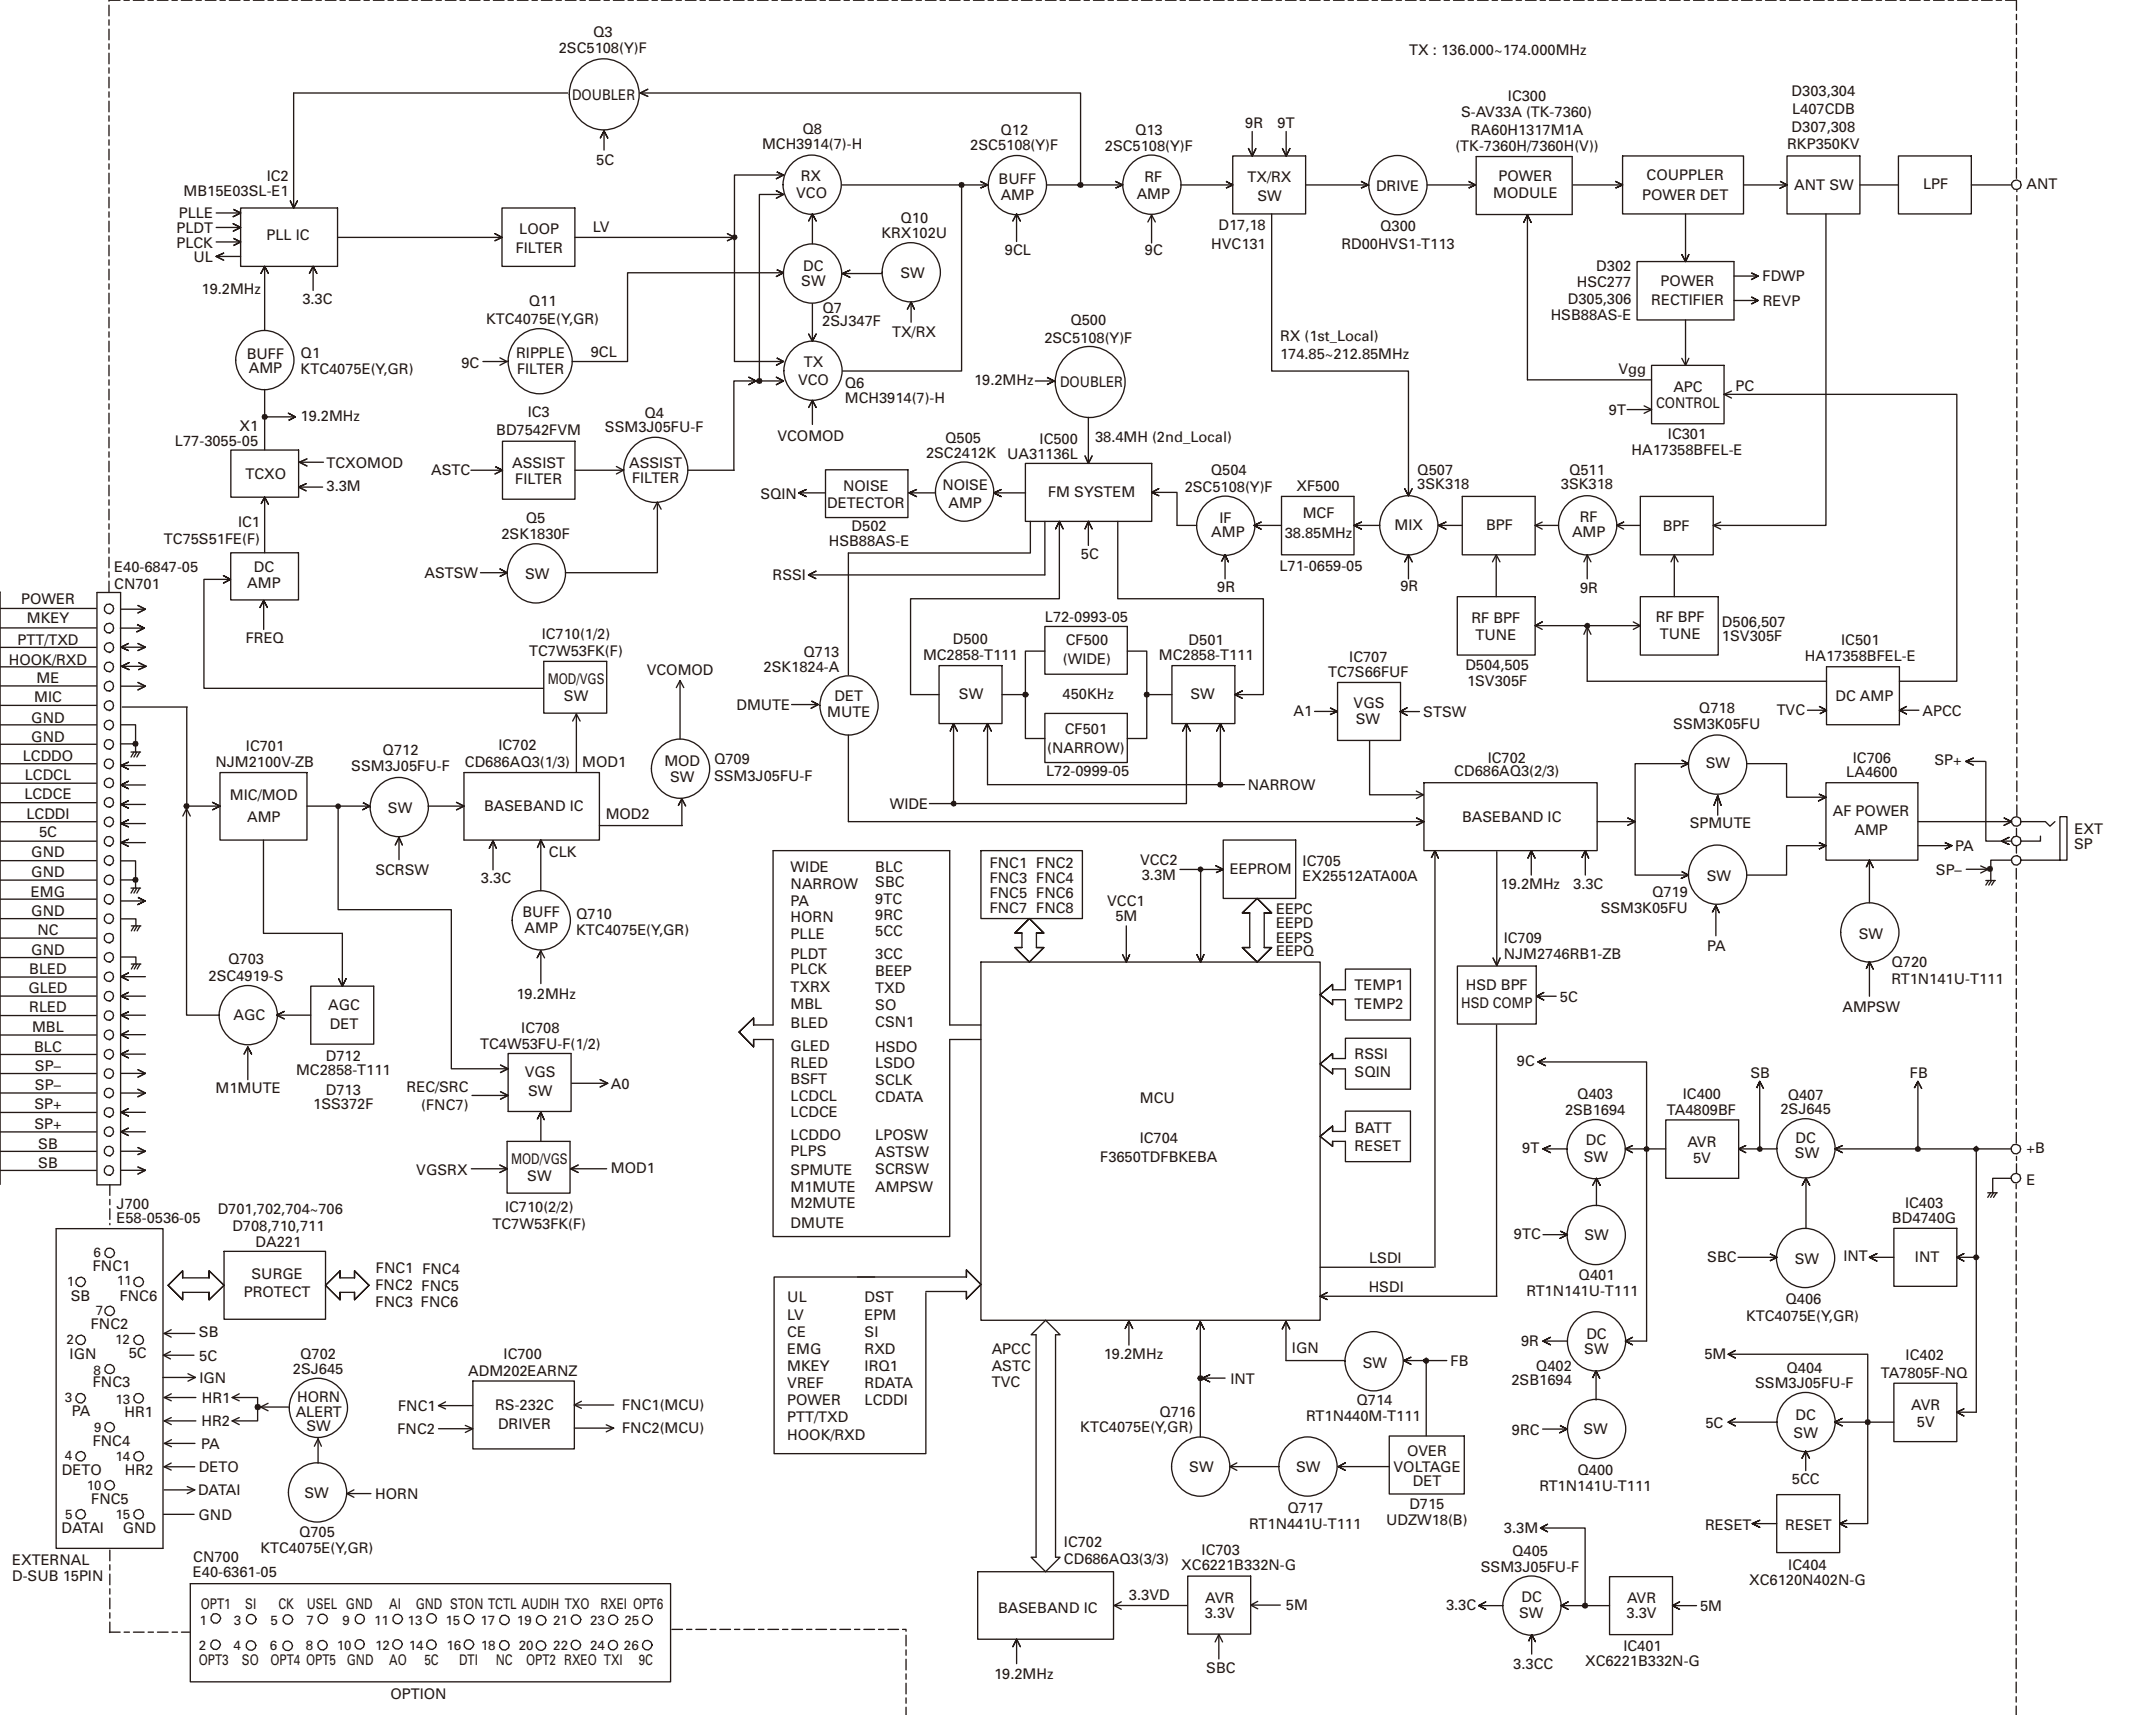 Q3
2SC5108(Y)F
DOUBLER
5C
TX : 136.000~174.000MHz
IC2
MB15E03SL-E1
PLLE
PLDT
PLCK
UL
PLL IC
19.2MHz
3.3C
LOOP
FILTER
LV
Q8
MCH3914(7)-H
RX
VCO
Q10
KRX102U
DC
SW
SW
Q7
2SJ347F
TX/RX
TX
VCO
Q6
MCH3914(7)-H
VCOMOD
Q12
2SC5108(Y)F
BUFF
AMP
9CL
Q13
2SC5108(Y)F
RF
AMP
9C
9R 9T
TX/RX
SW
D17,18
HVC131
DRIVE
Q300
RD00HVS1-T113
IC300
S-AV33A (TK-7360)
RA60H1317M1A
(TK-7360H/7360H(V))
POWER
MODULE
COUPPLER
POWER DET
D303,304
L407CDB
D307,308
RKP350KV
ANT SW
LPF
ANT
D302
HSC277
D305,306
HSB88AS-E
POWER
RECTIFIER
FDWP
REVP
Vgg
PC
APC
CONTROL
9T
IC301
HA17358BFEL-E
RX (1st_Local)
174.85~212.85MHz
Q11
KTC4075E(Y,GR)
9C
RIPPLE
FILTER
9CL
BUFF
AMP
Q1
KTC4075E(Y,GR)
19.2MHz
X1
L77-3055-05
TCXO
TCXOMOD
3.3M
IC1
TC75S51FE(F)
DC
AMP
FREQ
IC3
BD7542FVM
ASTC
ASSIST
FILTER
Q4
SSM3J05FU-F
ASSIST
FILTER
Q5
2SK1830F
ASTSW
SW
Q500
2SC5108(Y)F
19.2MHz
DOUBLER
38.4MH (2nd_Local)
IC500
UA31136L
FM SYSTEM
5C
Q505
2SC2412K
NOISE
AMP
SQIN
NOISE
DETECTOR
D502
HSB88AS-E
RSSI
Q504
2SC5108(Y)F
IF
AMP
9R
XF500
MCF
38.85MHz
L71-0659-05
Q507
3SK318
MIX
9R
BPF
Q511
3SK318
RF
AMP
9R
BPF
RF BPF
TUNE
D504,505
1SV305F
RF BPF
TUNE
D506,507
1SV305F
IC501
HA17358BFEL-E
DC AMP
TVC
APCC
L72-0993-05
CF500
(WIDE)
450KHz
CF501
(NARROW)
L72-0999-05
D500
MC2858-T111
SW
D501
MC2858-T111
SW
NARROW
WIDE
Q713
2SK1824-A
DMUTE
DET
MUTE
E40-6847-05
CN701
POWER
MKEY
PTT/TXD
HOOK/RXD
ME
MIC
GND
GND
LCDDO
LCDCL
LCDCE
LCDDI
5C
GND
GND
EMG
GND
NC
GND
BLED
GLED
RLED
MBL
BLC
SP–
SP–
SP+
SP+
SB
SB
IC710(1/2)
TC7W53FK(F)
MOD/VGS
SW
VCOMOD
MOD
SW
Q709
SSM3J05FU-F
IC701
NJM2100V-ZB
MIC/MOD
AMP
Q712
SSM3J05FU-F
SW
SCRSW
IC702
CD686AQ3(1/3)
MOD1
BASEBAND IC
MOD2
3.3C
CLK
BUFF
AMP
Q710
KTC4075E(Y,GR)
19.2MHz
Q703
2SC4919-S
AGC
M1MUTE
AGC
DET
D712
MC2858-T111
D713
1SS372F
IC708
TC4W53FU-F(1/2)
VGS
SW
A0
REC/SRC
(FNC7)
MOD/VGS
SW
VGSRX
MOD1
IC710(2/2)
TC7W53FK(F)
IC707
TC7S66FUF
VGS
SW
A1
STSW
IC702
CD686AQ3(2/3)
BASEBAND IC
19.2MHz
3.3C
Q718
SSM3K05FU
SW
SPMUTE
SW
Q719
SSM3K05FU
PA
IC706
LA4600
AF POWER
AMP
SP+
PA
SP–
EXT
SP
SW
Q720
RT1N141U-T111
AMPSW
IC709
NJM2746RB1-ZB
HSD BPF
HSD COMP
5C
WIDE
NARROW
PA
HORN
PLLE
PLDT
PLCK
TXRX
MBL
BLED
GLED
RLED
BSFT
LCDCL
LCDCE
LCDDO
PLPS
SPMUTE
M1MUTE
M2MUTE
DMUTE
BLC
SBC
9TC
9RC
5CC
3CC
BEEP
TXD
SO
CSN1
HSDO
LSDO
SCLK
CDATA
LPOSW
ASTSW
SCRSW
AMPSW
FNC1 FNC2
FNC3 FNC4
FNC5 FNC6
FNC7 FNC8
VCC1
5M
VCC2
3.3M
EEPROM
IC705
EX25512ATA00A
EEPC
EEPD
EEPS
EEPQ
TEMP1
TEMP2
RSSI
SQIN
BATT
RESET
MCU
IC704
F3650TDFBKEBA
LSDI
HSDI
UL
LV
CE
EMG
MKEY
VREF
POWER
PTT/TXD
HOOK/RXD
DST
EPM
SI
RXD
IRQ1
RDATA
LCDDI
APCC
ASTC
TVC
19.2MHz
INT
IGN
SW
FB
Q714
RT1N440M-T111
Q716
KTC4075E(Y,GR)
SW
SW
Q717
RT1N441U-T111
OVER
VOLTAGE
DET
D715
UDZW18(B)
IC702
CD686AQ3(3/3)
BASEBAND IC
19.2MHz
3.3VD
IC703
XC6221B332N-G
AVR
3.3V
5M
SBC
9C
Q403
2SB1694
DC
SW
9T
9TC
SW
Q401
RT1N141U-T111
IC400
TA4809BF
AVR
5V
SB
Q407
2SJ645
DC
SW
FB
+B
E
SBC
SW
Q406
KTC4075E(Y,GR)
IC403
BD4740G
INT
INT
9R
DC
SW
Q402
2SB1694
9RC
SW
Q400
RT1N141U-T111
5M
Q404
SSM3J05FU-F
5C
DC
SW
5CC
IC402
TA7805F-NQ
AVR
5V
RESET
RESET
IC404
XC6120N402N-G
3.3M
Q405
SSM3J05FU-F
3.3C
DC
SW
3.3CC
AVR
3.3V
5M
IC401
XC6221B332N-G
J700
E58-0536-05
6
FNC1
1
SB
11
FNC6
7
FNC2
2
IGN
12
5C
8
FNC3
3
PA
13
HR1
9
FNC4
4
DETO
14
HR2
10
FNC5
5
DATAI
15
GND
EXTERNAL
D-SUB 15PIN
D701,702,704~706
D708,710,711
DA221
SURGE
PROTECT
FNC1 FNC4
FNC2 FNC5
FNC3 FNC6
SB
5C
IGN
HR1
HR2
PA
DETO
DATAI
GND
Q702
2SJ645
HORN
ALERT
SW
SW
HORN
Q705
KTC4075E(Y,GR)
IC700
ADM202EARNZ
RS-232C
DRIVER
FNC1
FNC2
FNC1(MCU)
FNC2(MCU)
CN700
E40-6361-05
OPT1 SI CK USEL GND AI GND STON TCTL AUDIH TXO RXEI OPT6
1 3 5 7 9 11 13 15 17 19 21 23 25
2 4 6 8 10 12 14 16 18 20 22 24 26
OPT3 SO OPT4 OPT5 GND AO 5C DTI NC OPT2 RXEO TXI 9C
OPTION